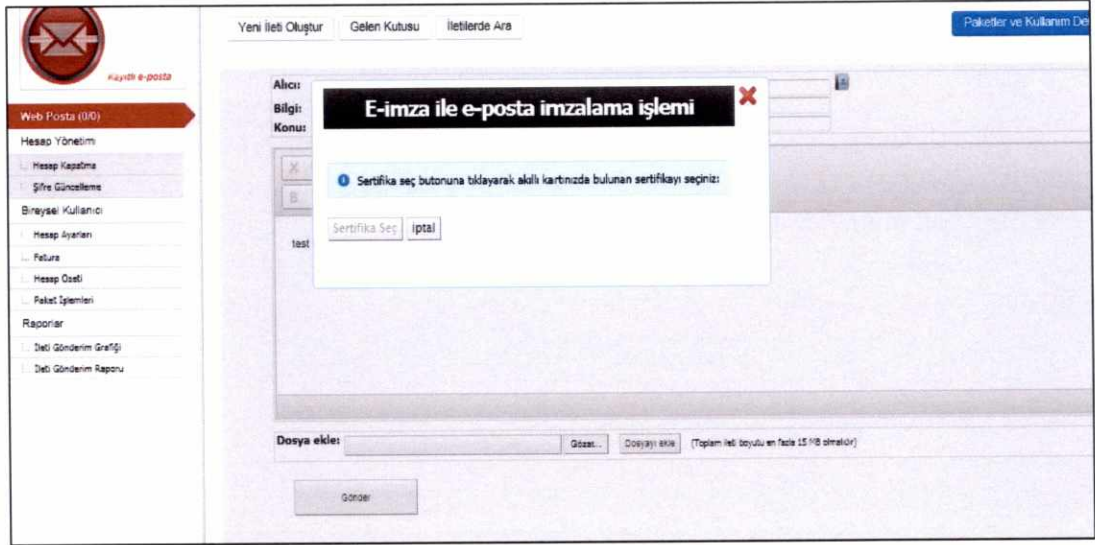 Yeni İleti Oluştur
Gelen Kutusu
İletilerde Ara
Paketler ve Kullanım De
Kayıtlı e-posta
Web Posta (0/0)
Hesap Yönetimi
Hesap Kapatma
Şifre Güncelleme
Bireysel Kullanıcı
Hesap Ayarları
Fatura
Hesap Özeti
Paket İşlemleri
Raporlar
İleti Gönderim Grafiği
İleti Gönderim Raporu
Alıcı:
Bilgi:
Konu:
E-imza ile e-posta imzalama işlemi
Sertifika seç butonuna tıklayarak akıllı kartınızda bulunan sertifikayı seçiniz:
Sertifika Seç
iptal
X
B
test
Dosya ekle:
Gözat...
Dosyayı ekle
(Toplam ileti boyutu en fazla 15 MB olmalıdır)
Gönder